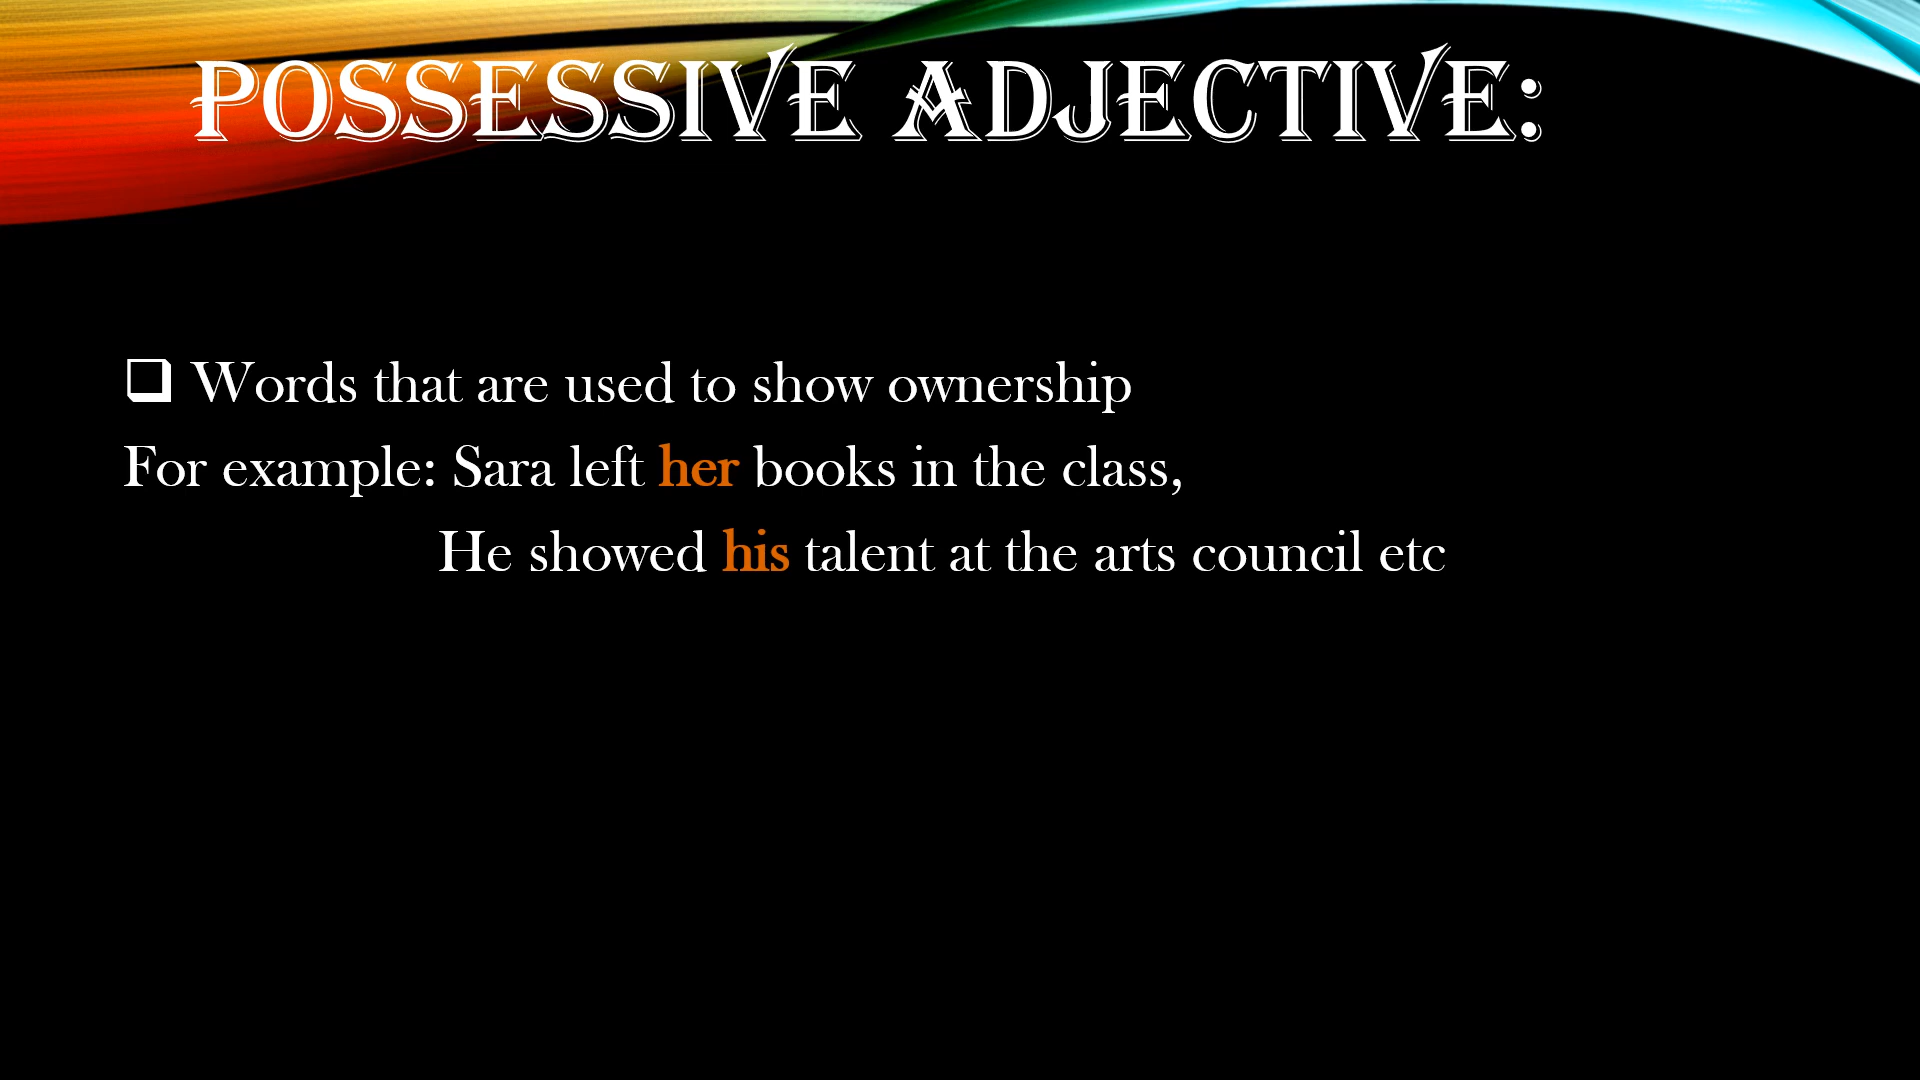 POSSESSIVE ADJECTIVE:
❑ Words that are used to show ownership
For example: Sara left her books in the class,
He showed his talent at the arts council etc